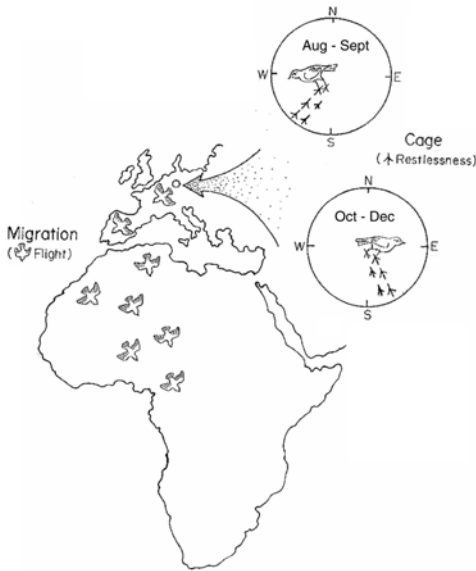 N
Aug - Sept
W
E
S
Cage
(Restlessness)
N
Oct - Dec
W
E
S
Migration
(Flight)